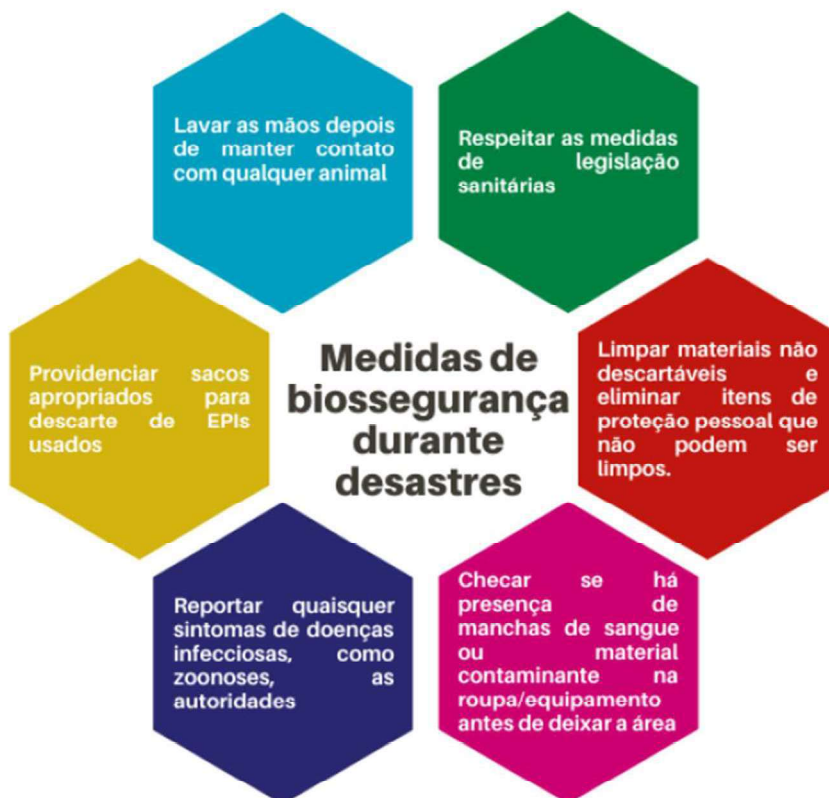 Lavar as mãos depois
de manter contato
com qualquer animal
Respeitar as medidas
de legislação
sanitárias
Providenciar sacos
apropriados para
descarte de EPIs
usados
Medidas de
biossegurança
durante
desastres
Limpar materiais não
descartáveis e
eliminar itens de
proteção pessoal que
não podem ser
limpos.
Reportar quaisquer
sintomas de doenças
infecciosas, como
zoonoses, as
autoridades
Checar se há
presença de
manchas de sangue
ou material
contaminante na
roupa/equipamento
antes de deixar a área